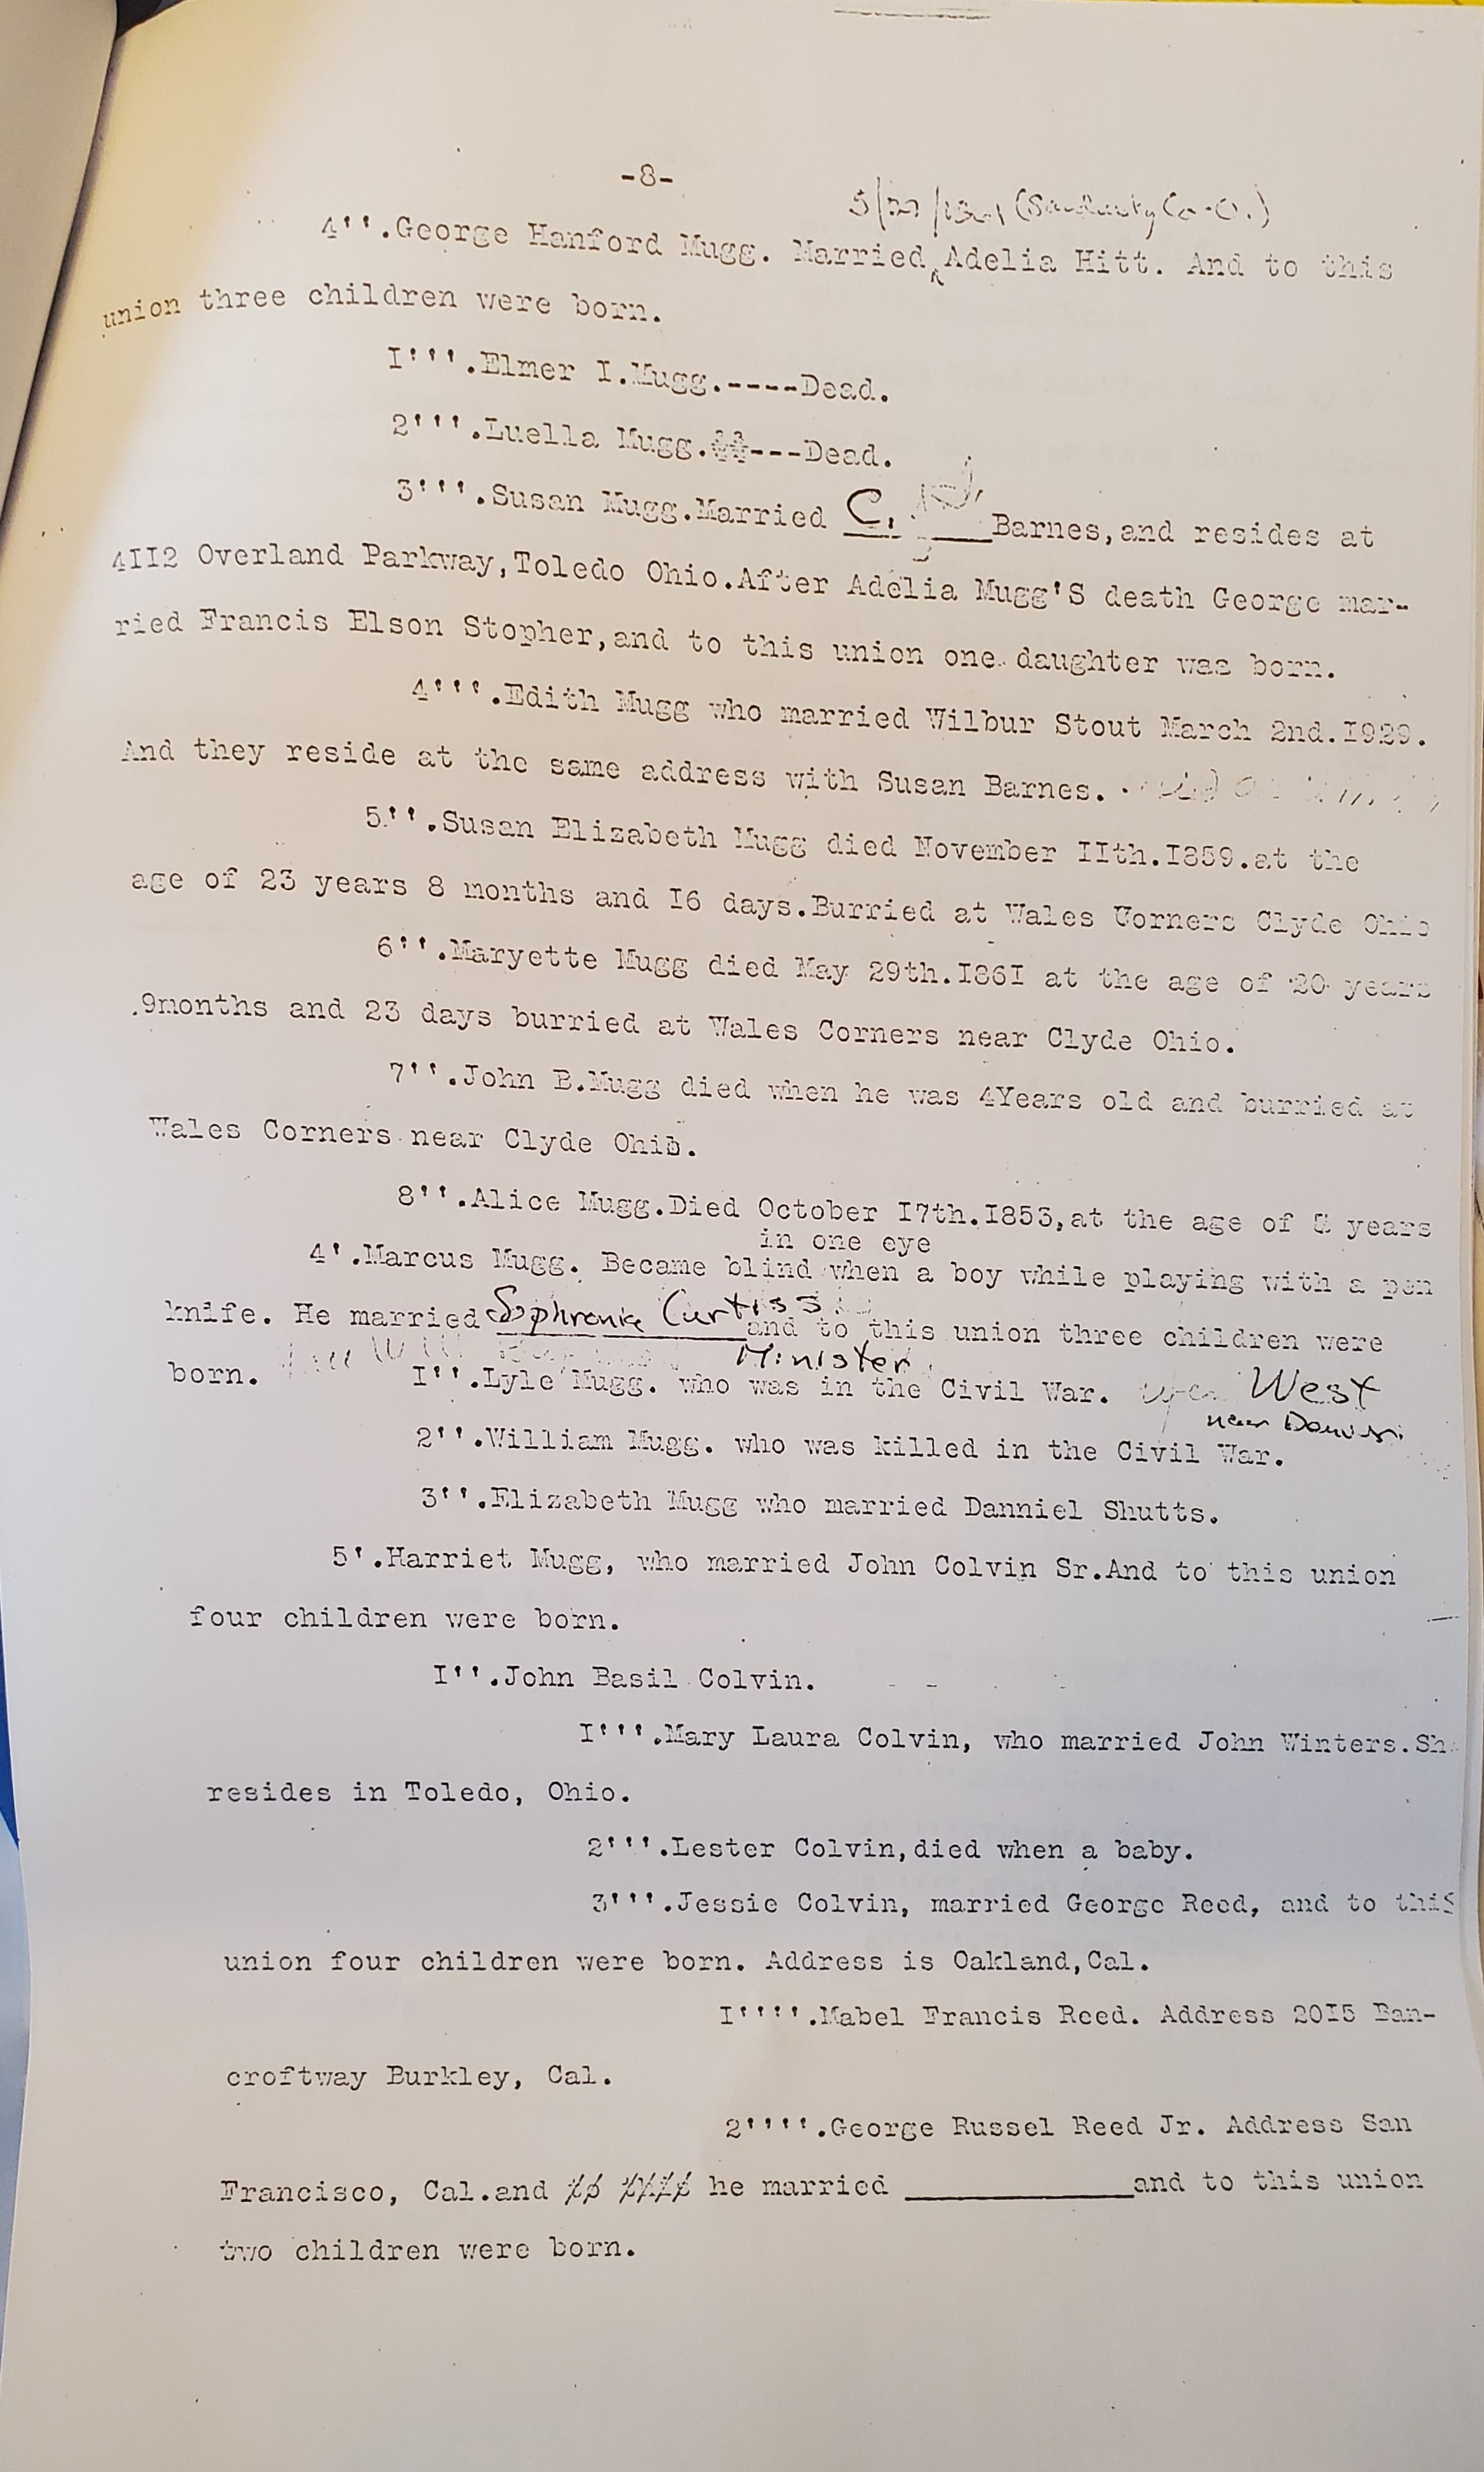 -8-
(Sandusky Co-O.)
4''.George Hanford Mugg. Married Adelia Hitt. And to this
union three children were born.
I'''.Elmer I.Mugg.----Dead.
2'''.Luella Mugg.---Dead.
3'''.Susan Mugg.Married C. Barnes,and resides at
4II2 Overland Parkway,Toledo Ohio.After Adelia Mugg'S death George mar-
ried Francis Elson Stopher,and to this union one daughter was born.
4'''.Edith Mugg who married Wilbur Stout March 2nd.I929.
And they reside at the same address with Susan Barnes.
5''.Susan Elizabeth Mugg died November IIth.I859.at the
age of 23 years 8 months and I6 days.Burried at Wales Corners Clyde Ohio
6''.Maryette Mugg died May 29th.I86I at the age of 20 years
9months and 23 days burried at Wales Corners near Clyde Ohio.
7''.John B.Mugg died when he was 4Years old and burried at
Wales Corners near Clyde Ohio.
8''.Alice Mugg.Died October I7th.I853,at the age of years
in one eye
4'.Marcus Mugg. Became blind when a boy while playing with a pen
knife. He married Sophronia Curtiss and to this union three children were
Minister
born. I''.Lyle Mugg. who was in the Civil War. West
near
2''.William Mugg. who was killed in the Civil War.
3''.Elizabeth Mugg who married Danniel Shutts.
5'.Harriet Mugg, who married John Colvin Sr.And to this union
four children were born.
I''.John Basil Colvin.
I'''.Mary Laura Colvin, who married John Winters.Sh
resides in Toledo, Ohio.
2'''.Lester Colvin,died when a baby.
3'''.Jessie Colvin, married George Reed, and to thiS
union four children were born. Address is Oakland,Cal.
I''''.Mabel Francis Reed. Address 20I5 Ban-
croftway Burkley, Cal.
2''''.George Russel Reed Jr. Address San
Francisco, Cal.and he married ____________and to this union
two children were born.